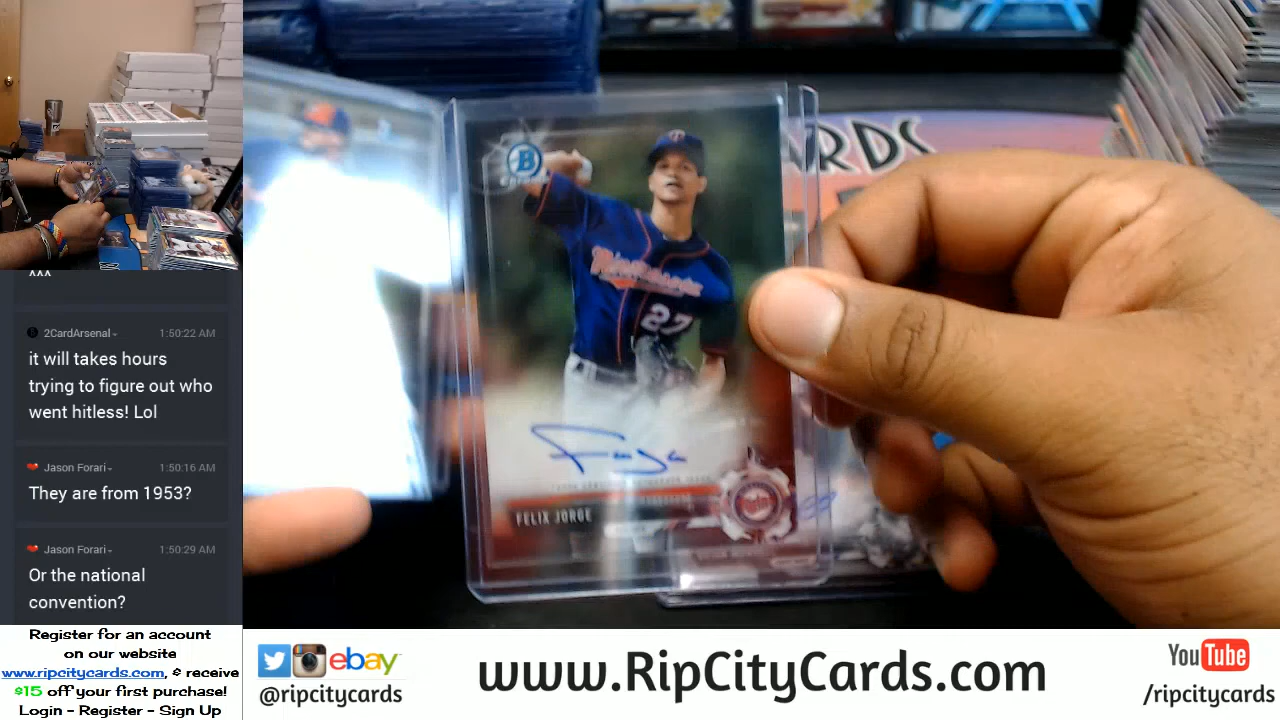 xxx
2CardArsenal
1:50:22 AM
it will takes hours
trying to figure out who
went hitless! Lol
Jason Forari
1:50:16 AM
They are from 1953?
Jason Forari
1:50:29 AM
Or the national
convention?
Register for an account
on our website
www.ripcitycards.com, & receive
$15 off your first purchase!
Login - Register - Sign Up
CARDS
B
Minnesota
27
FELIX JORGE
ebay
@ripcitycards
www.RipCityCards.com
YouTube
/ripcitycards